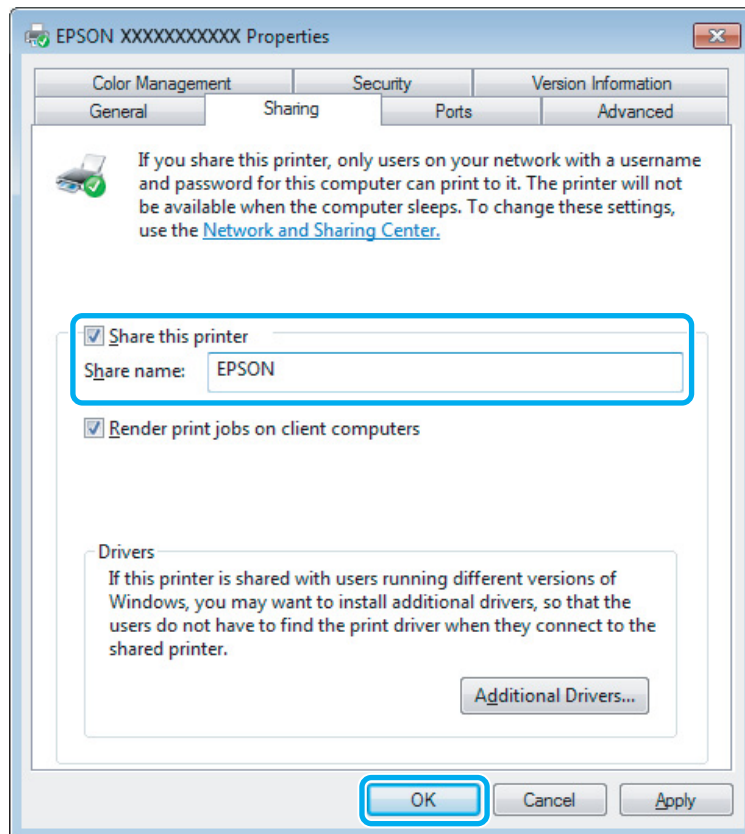 EPSON XXXXXXXXXXX Properties
Color Management Security Version Information
General Sharing Ports Advanced
If you share this printer, only users on your network with a username
and password for this computer can print to it. The printer will not
be available when the computer sleeps. To change these settings,
use the Network and Sharing Center.
Share this printer
Share name: EPSON
Render print jobs on client computers
Drivers
If this printer is shared with users running different versions of
Windows, you may want to install additional drivers, so that the
users do not have to find the print driver when they connect to the
shared printer.
Additional Drivers...
OK Cancel Apply